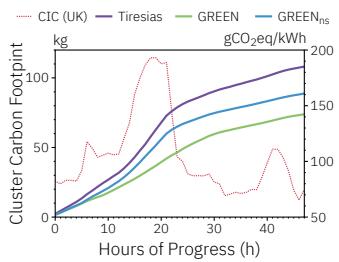 CIC (UK) Tiresias GREEN GREENns
kg gCO2eq/kWh
Cluster Carbon Footpint
100
50
0
200
150
100
50
0 10 20 30 40
Hours of Progress (h)